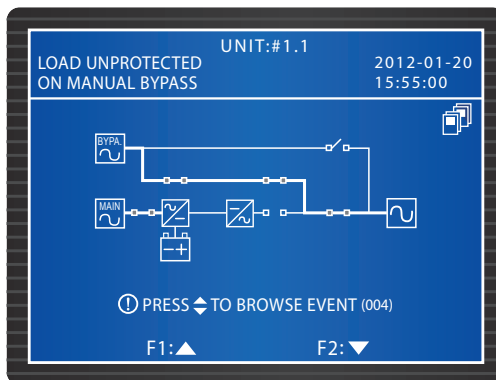 UNIT:#1.1
LOAD UNPROTECTED
ON MANUAL BYPASS
2012-01-20
15:55:00
BYPA.
MAIN
PRESS TO BROWSE EVENT (004)
F1: F2: